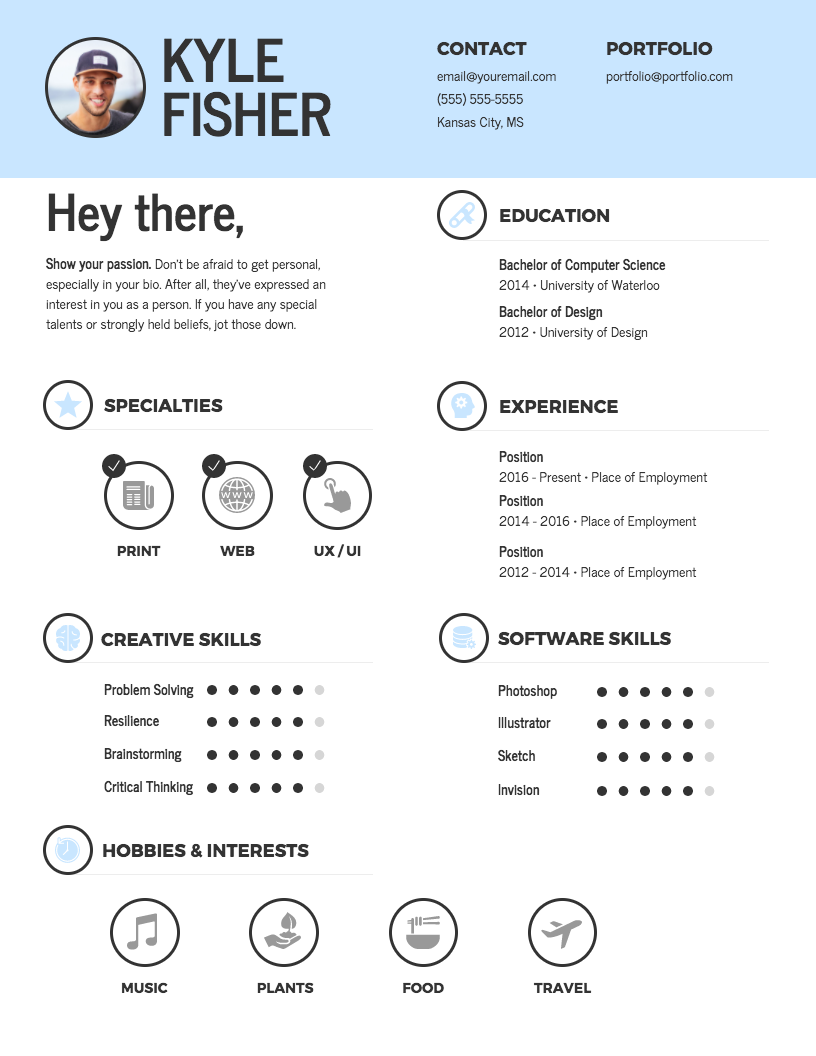 KYLE
FISHER
CONTACT
email@youremail.com
(555) 555-5555
Kansas City, MS
PORTFOLIO
portfolio@portfolio.com
Hey there,
Show your passion. Don't be afraid to get personal,
especially in your bio. After all, they've expressed an
interest in you as a person. If you have any special
talents or strongly held beliefs, jot those down.
EDUCATION
Bachelor of Computer Science
2014 • University of Waterloo
Bachelor of Design
2012 • University of Design
SPECIALTIES
PRINT
WWW
WEB
UX / UI
EXPERIENCE
Position
2016 - Present • Place of Employment
Position
2014 - 2016 • Place of Employment
Position
2012 - 2014 • Place of Employment
CREATIVE SKILLS
Problem Solving
Resilience
Brainstorming
Critical Thinking
SOFTWARE SKILLS
Photoshop
Illustrator
Sketch
Invision
HOBBIES & INTERESTS
MUSIC
PLANTS
FOOD
TRAVEL